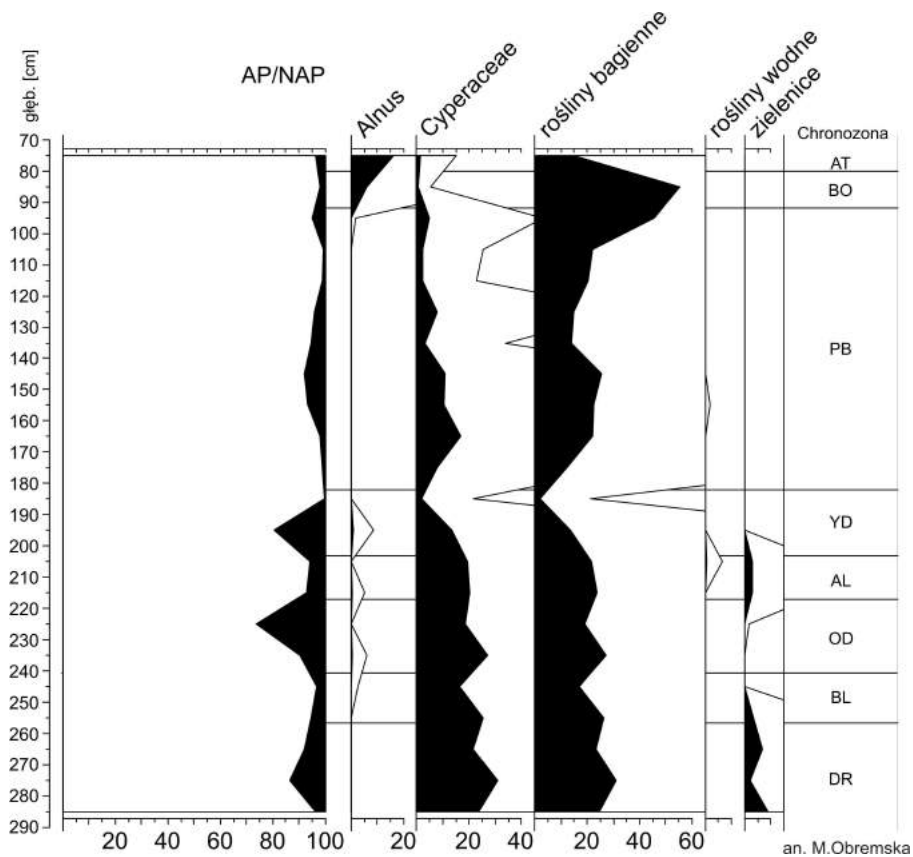 głęb. [cm]
AP/NAP
Alnus
Cyperaceae
rośliny bagienne
rośliny wodne
zielenice
Chronozona
70
80
90
100
110
120
130
140
150
160
170
180
190
200
210
220
230
240
250
260
270
280
290
AT
BO
PB
YD
AL
OD
BL
DR
20 40 60 80 100 20 20 40 20 40 60
an. M.Obremska